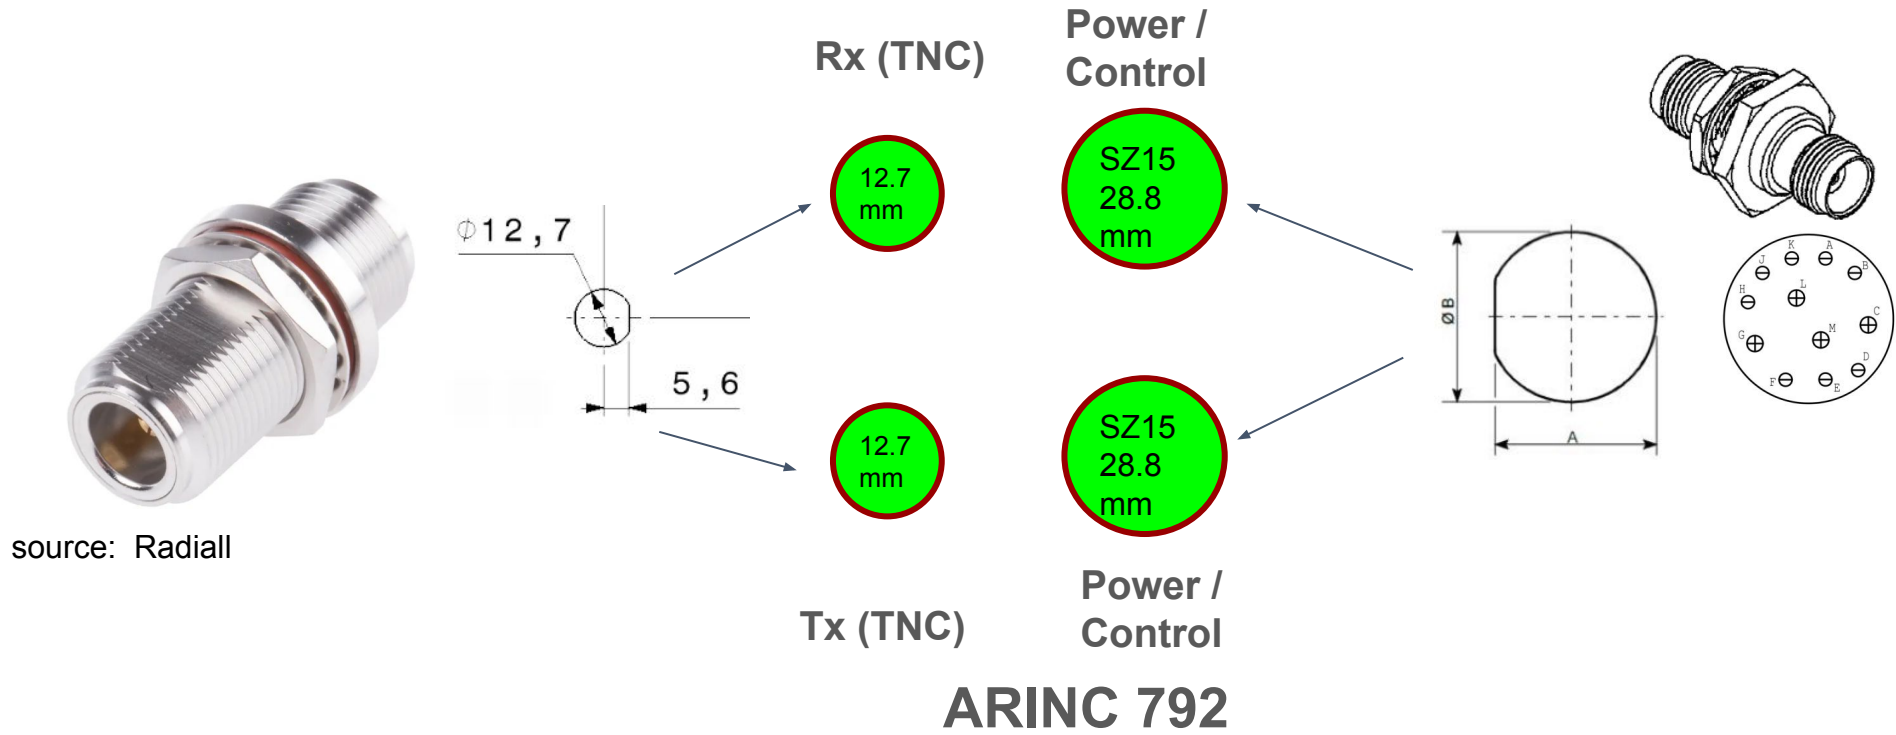 Rx (TNC)
Power /
Control
12.7
mm
SZ15
28.8
mm
⌀12,7
5,6
12.7
mm
SZ15
28.8
mm
source: Radiall
Tx (TNC)
Power /
Control
ARINC 792
ØB
A
K
A
J
B
L
H
C
M
G
D
F
E